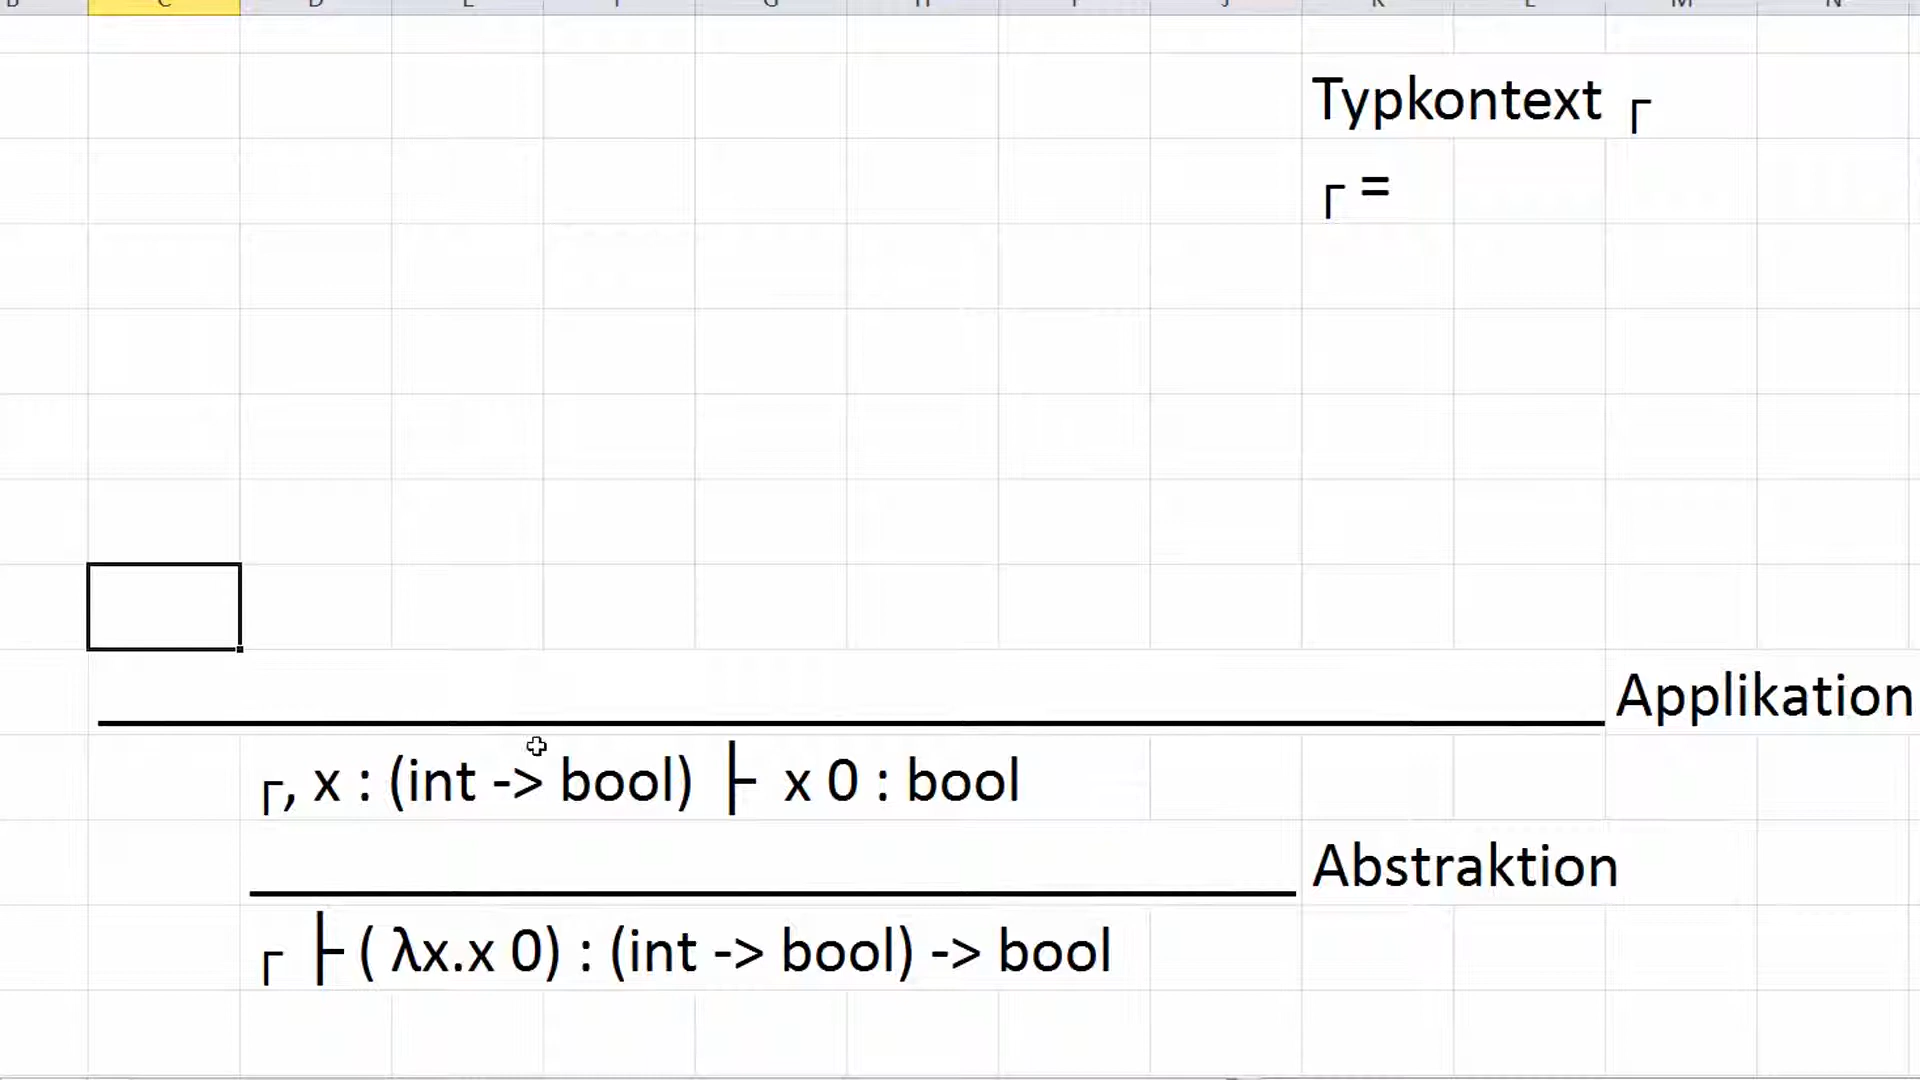 B C D E F G H I J K L M N
Typkontext ┌
┌ =
Applikation
┌, x : (int -> bool) ├ x 0 : bool
Abstraktion
┌ ├ ( λx.x 0) : (int -> bool) -> bool